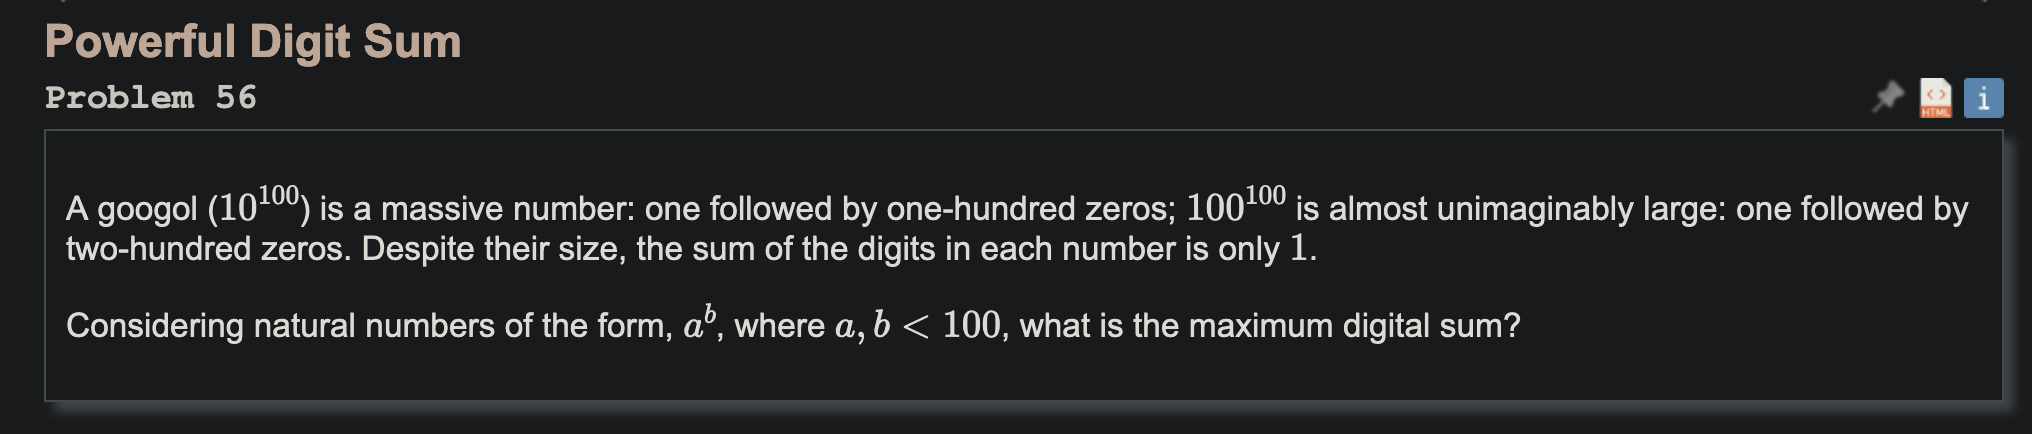 Powerful Digit Sum
Problem 56
HTML
i
A googol (10^100) is a massive number: one followed by one-hundred zeros; 100^100 is almost unimaginably large: one followed by
two-hundred zeros. Despite their size, the sum of the digits in each number is only 1.
Considering natural numbers of the form, a^b, where a, b < 100, what is the maximum digital sum?